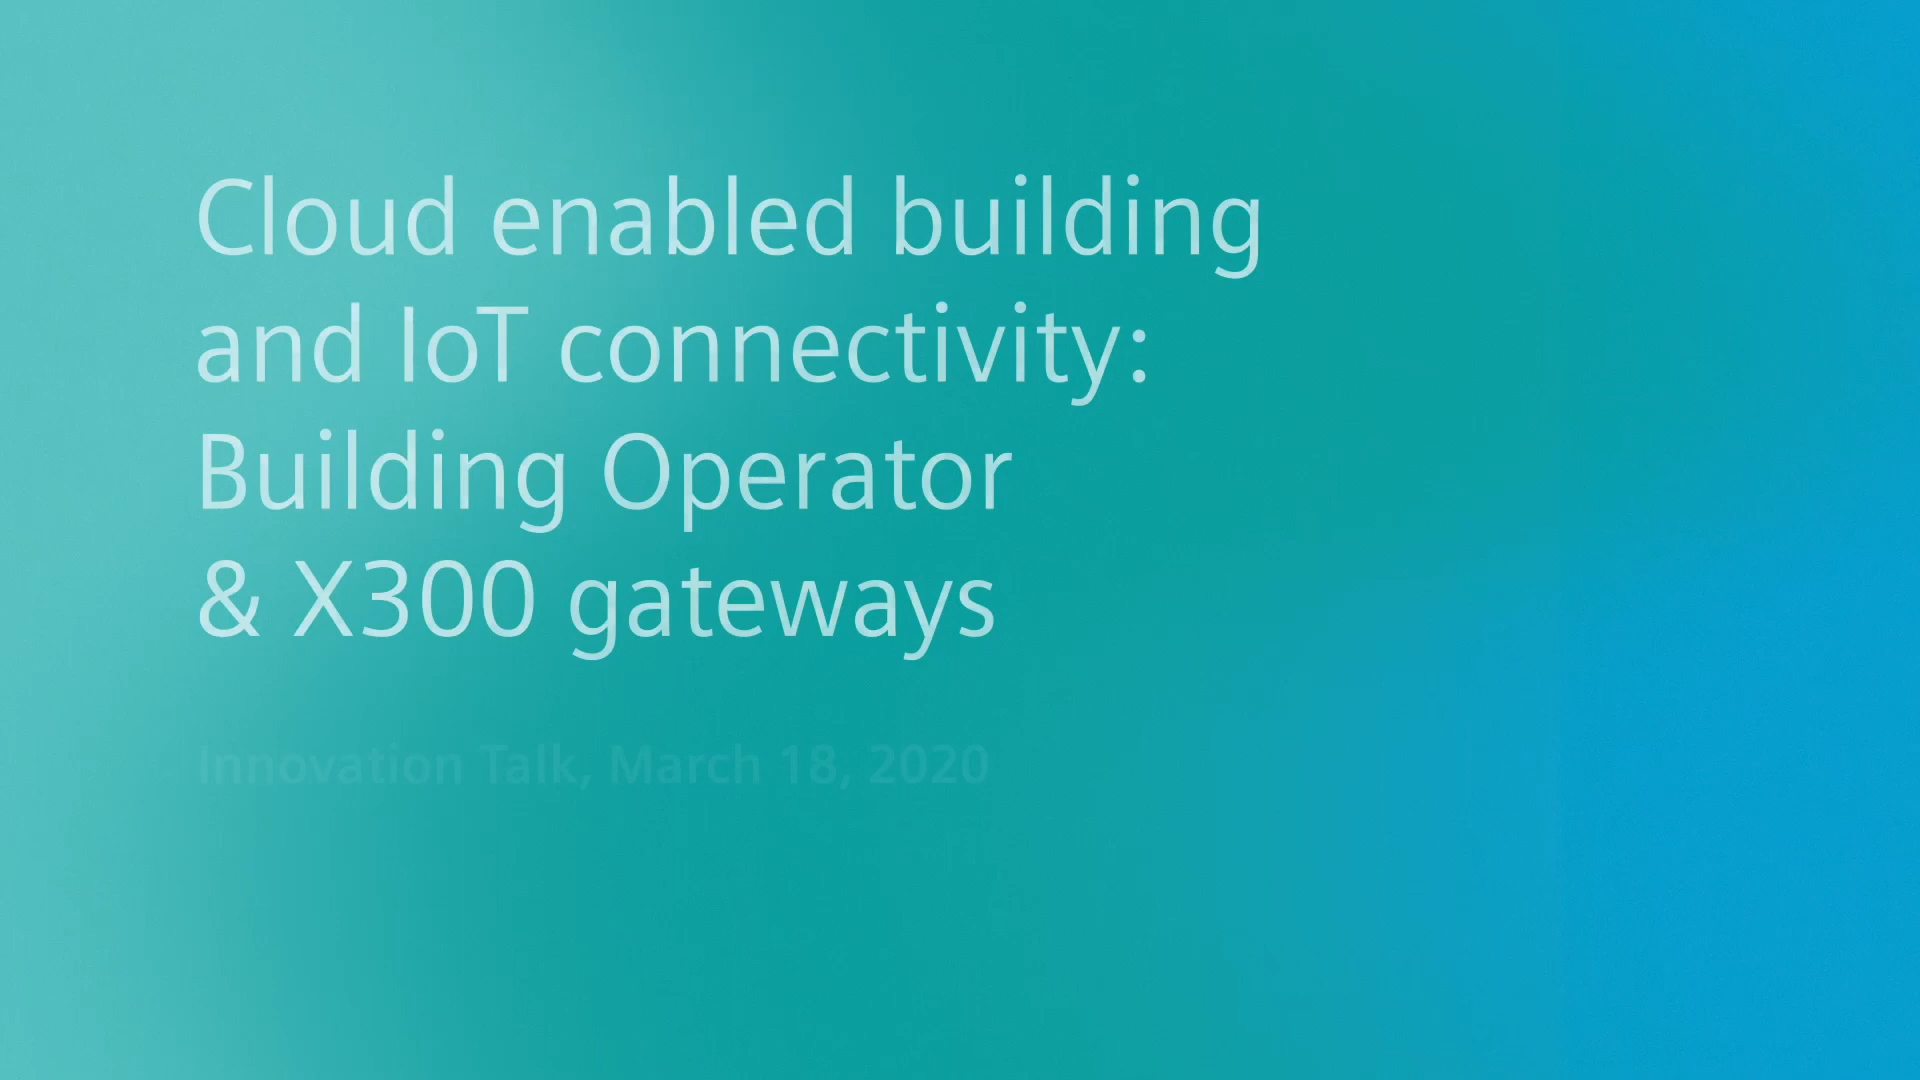 Cloud enabled building
and IoT connectivity:
Building Operator
& X300 gateways
Innovation Talk, March 18, 2020